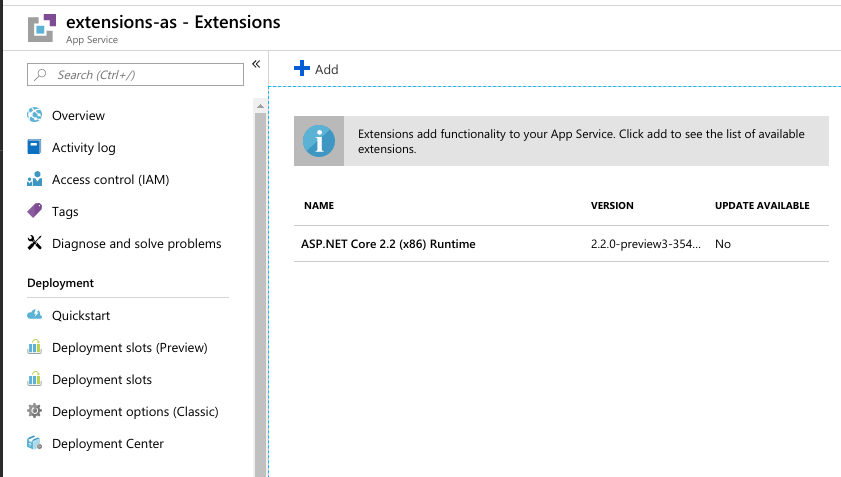 extensions-as - Extensions
App Service
Search (Ctrl+/)
«
Overview
Activity log
Access control (IAM)
Tags
Diagnose and solve problems
Deployment
Quickstart
Deployment slots (Preview)
Deployment slots
Deployment options (Classic)
Deployment Center
Add
Extensions add functionality to your App Service. Click add to see the list of available
extensions.
NAME VERSION UPDATE AVAILABLE
ASP.NET Core 2.2 (x86) Runtime 2.2.0-preview3-354... No